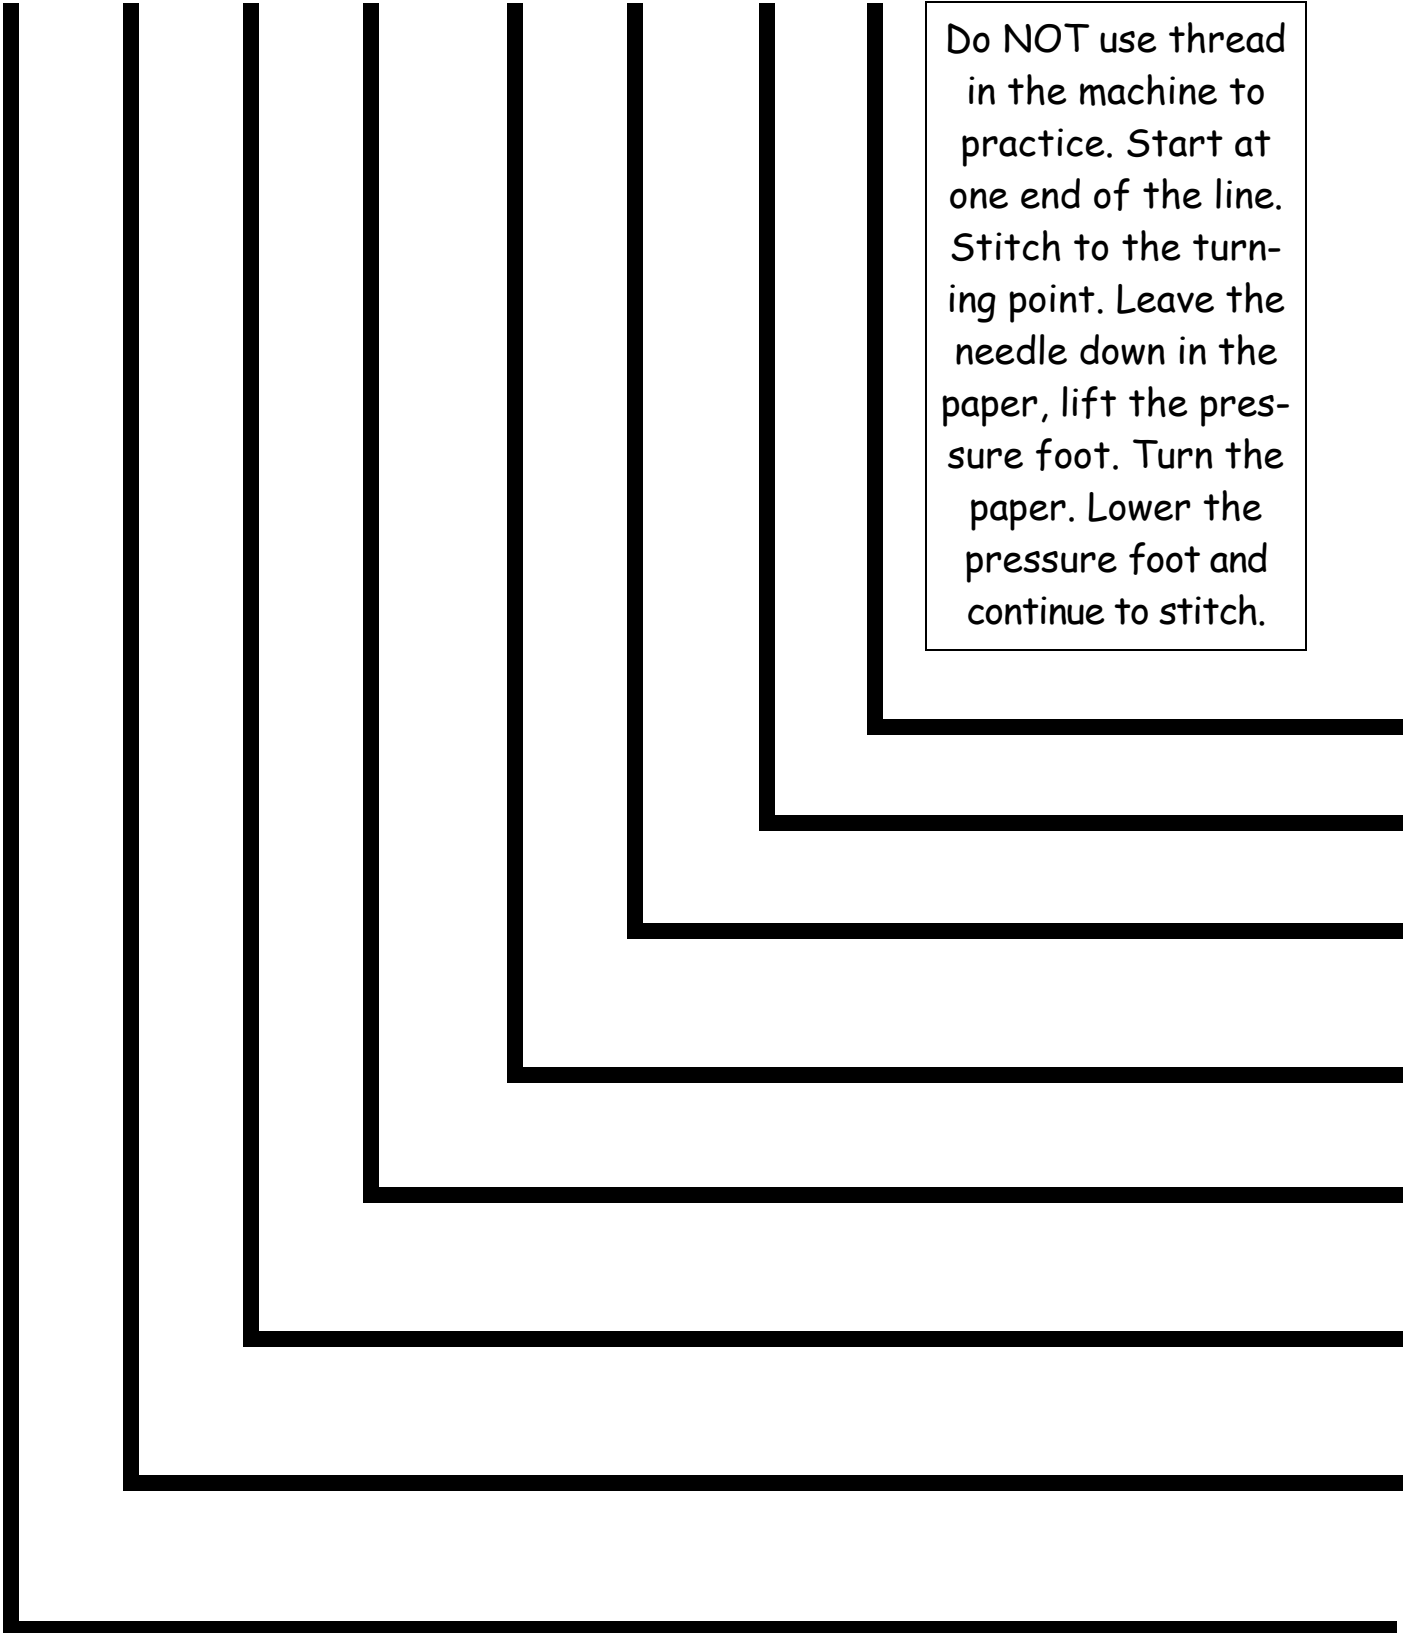 Do NOT use thread
in the machine to
practice. Start at
one end of the line.
Stitch to the turn-
ing point. Leave the
needle down in the
paper, lift the pres-
sure foot. Turn the
paper. Lower the
pressure foot and
continue to stitch.